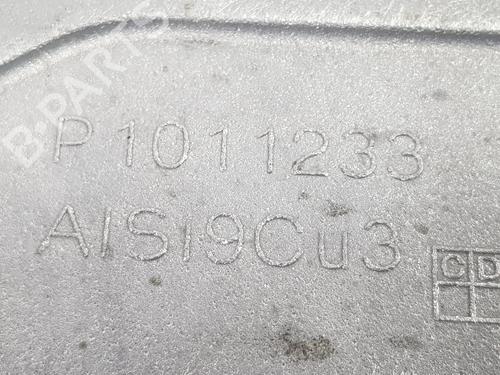 B-PARTS
P1011233
AlSi9Cu3
C D